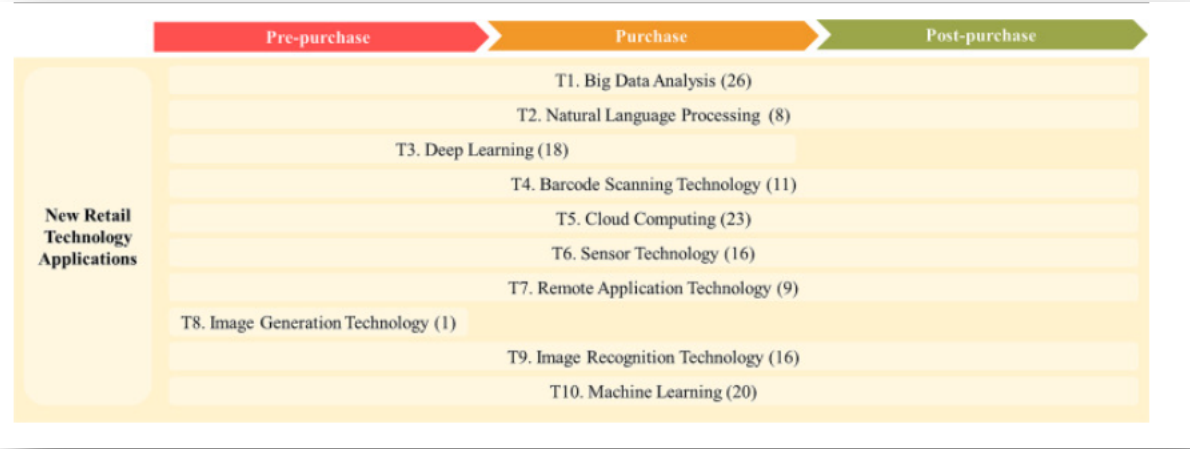 Pre-purchase
Purchase
Post-purchase
New Retail
Technology
Applications
T1. Big Data Analysis (26)
T2. Natural Language Processing (8)
T3. Deep Learning (18)
T4. Barcode Scanning Technology (11)
T5. Cloud Computing (23)
T6. Sensor Technology (16)
T7. Remote Application Technology (9)
T8. Image Generation Technology (1)
T9. Image Recognition Technology (16)
T10. Machine Learning (20)